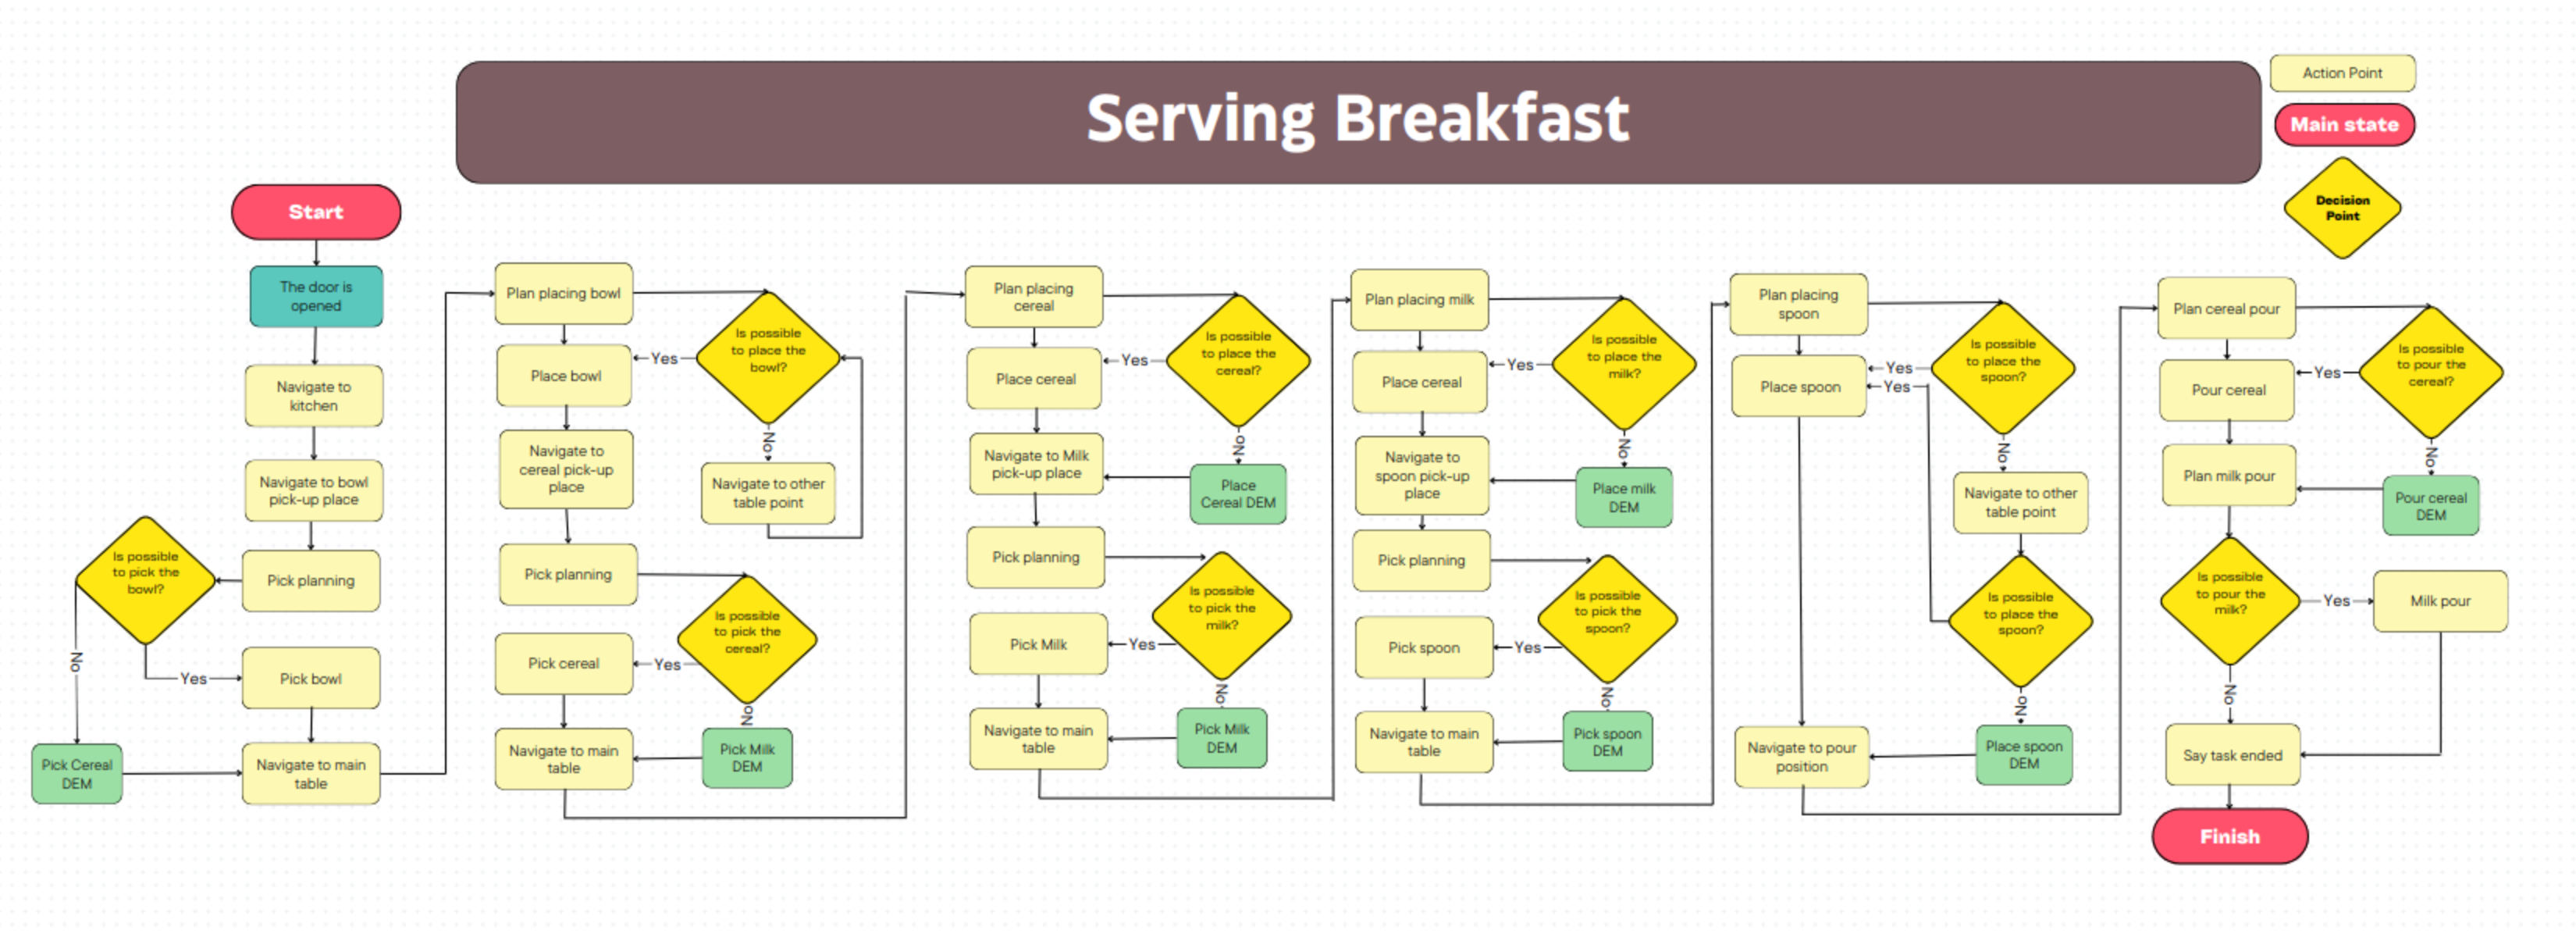 Serving Breakfast
Action Point
Main state
Decision
Point
Start
The door is
opened
Navigate to
kitchen
Navigate to bowl
pick-up place
Pick planning
Is possible
to pick the
bowl?
No
Yes
Pick bowl
Pick Cereal
DEM
Navigate to main
table
Plan placing bowl
Is possible
to place the
bowl?
Yes
Place bowl
No
Navigate to other
table point
Navigate to
cereal pick-up
place
Pick planning
Is possible
to pick the
cereal?
Yes
Pick cereal
No
Pick Milk
DEM
Navigate to main
table
Plan placing
cereal
Is possible
to place the
cereal?
Yes
Place cereal
No
Place
Cereal DEM
Navigate to Milk
pick-up place
Pick planning
Is possible
to pick the
milk?
Yes
Pick Milk
No
Pick Milk
DEM
Navigate to main
table
Plan placing milk
Is possible
to place the
milk?
Yes
Place cereal
No
Place milk
DEM
Navigate to
spoon pick-up
place
Pick planning
Is possible
to pick the
spoon?
Yes
Pick spoon
No
Pick spoon
DEM
Navigate to main
table
Plan placing
spoon
Is possible
to place the
spoon?
Yes
Yes
Place spoon
No
Navigate to other
table point
Is possible
to place the
spoon?
No
Place spoon
DEM
Navigate to pour
position
Plan cereal pour
Is possible
to pour the
cereal?
Yes
Pour cereal
No
Pour cereal
DEM
Plan milk pour
Is possible
to pour the
milk?
Yes
Milk pour
No
Say task ended
Finish